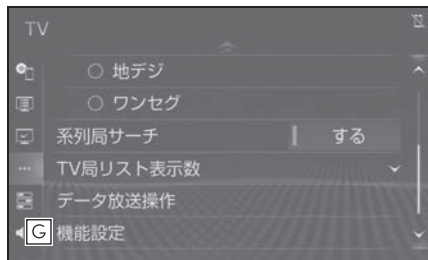 TV
○ 地デジ
○ ワンセグ
系列局サーチ する
TV局リスト表示数
データ放送操作
G 機能設定